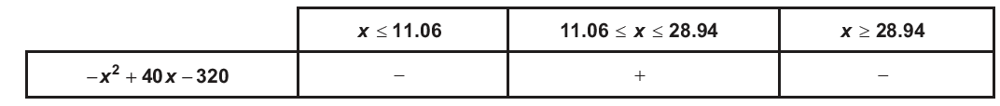 x ≤ 11.06 11.06 ≤ x ≤ 28.94 x ≥ 28.94
−x² + 40x − 320 − + −